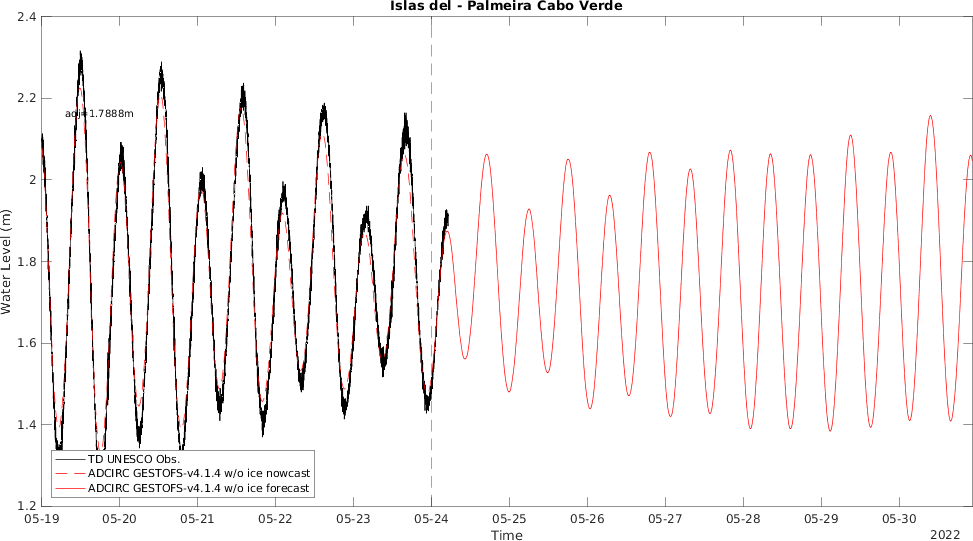 Islas del - Palmeira Cabo Verde
2.4
2.2
2
1.8
1.6
1.4
1.2
Water Level (m)
adj=1.7888m
TD UNESCO Obs.
ADCIRC GESTOFS-v4.1.4 w/o ice nowcast
ADCIRC GESTOFS-v4.1.4 w/o ice forecast
05-19 05-20 05-21 05-22 05-23 05-24 05-25 05-26 05-27 05-28 05-29 05-30
Time
2022